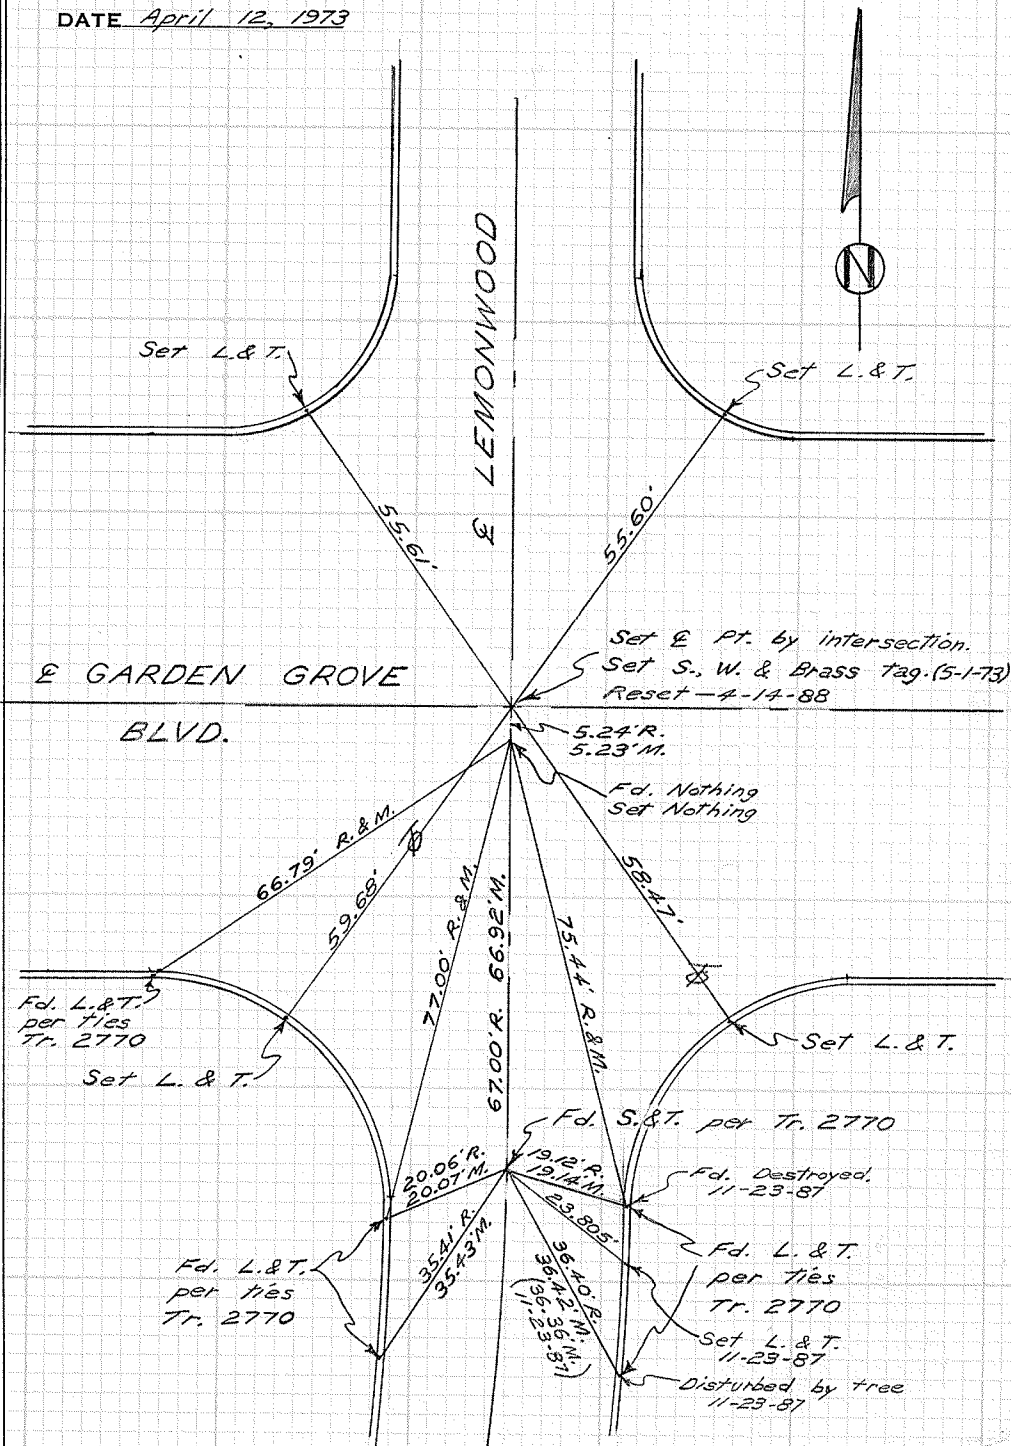 DATE April 12, 1973
N
Set L. & T.
Set L. & T.
℄ LEMONWOOD
55.61'
55.60'
Set ℄ Pt. by intersection.
Set S., W. & Brass Tag. (5-1-73)
Reset - 4-14-88
℄ GARDEN GROVE
BLVD.
5.24' R.
5.23' M.
Fd. Nothing
Set Nothing
66.79' R. & M.
59.68'
77.00' R. & M.
67.00' R. 66.92' M.
75.44' R. & M.
58.47'
Fd. L. & T.
per ties
Tr. 2770
Set L. & T.
Set L. & T.
Fd. S. & T. per Tr. 2770
20.06' R.
20.07' M.
19.12' R.
19.14' M.
Fd. Destroyed.
11-23-87
23.805'
35.41' R.
35.43' M.
36.40' R.
36.42' M.
(36.36' M.
11-23-87)
Fd. L. & T.
per ties
Tr. 2770
Fd. L. & T.
per ties
Tr. 2770
Set L. & T.
11-23-87
Disturbed by tree
11-23-87